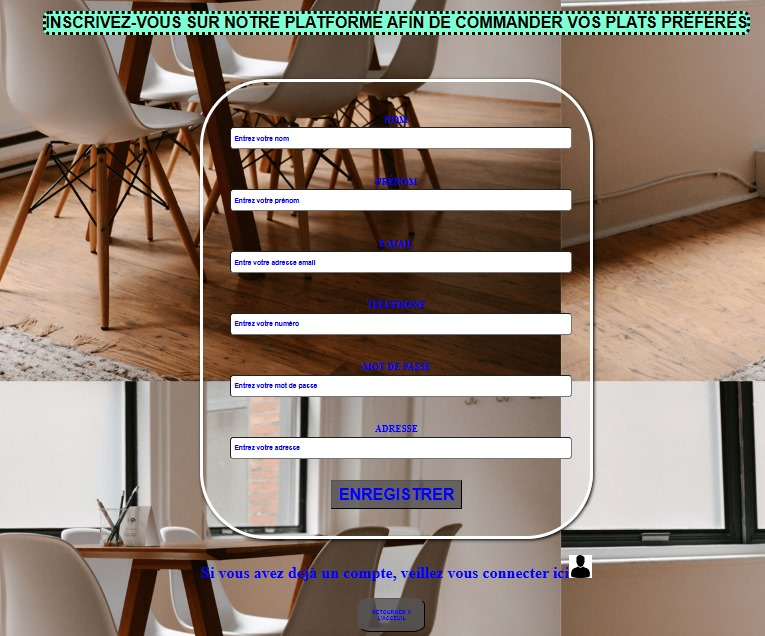 INSCRIVEZ-VOUS SUR NOTRE PLATFORME AFIN DE COMMANDER VOS PLATS PRÉFÉRÉS
NOM
Entrez votre nom
PRÉNOM
Entrez votre prénom
EMAIL
Entre votre adresse email
TELEPHONE
Entrez votre numéro
MOT DE PASSE
Entrez votre mot de passe
ADRESSE
Entrez votre adresse
ENREGISTRER
Si vous avez dejà un compte, veillez vous connecter ici
RETOURNER À
L'ACCEUIL